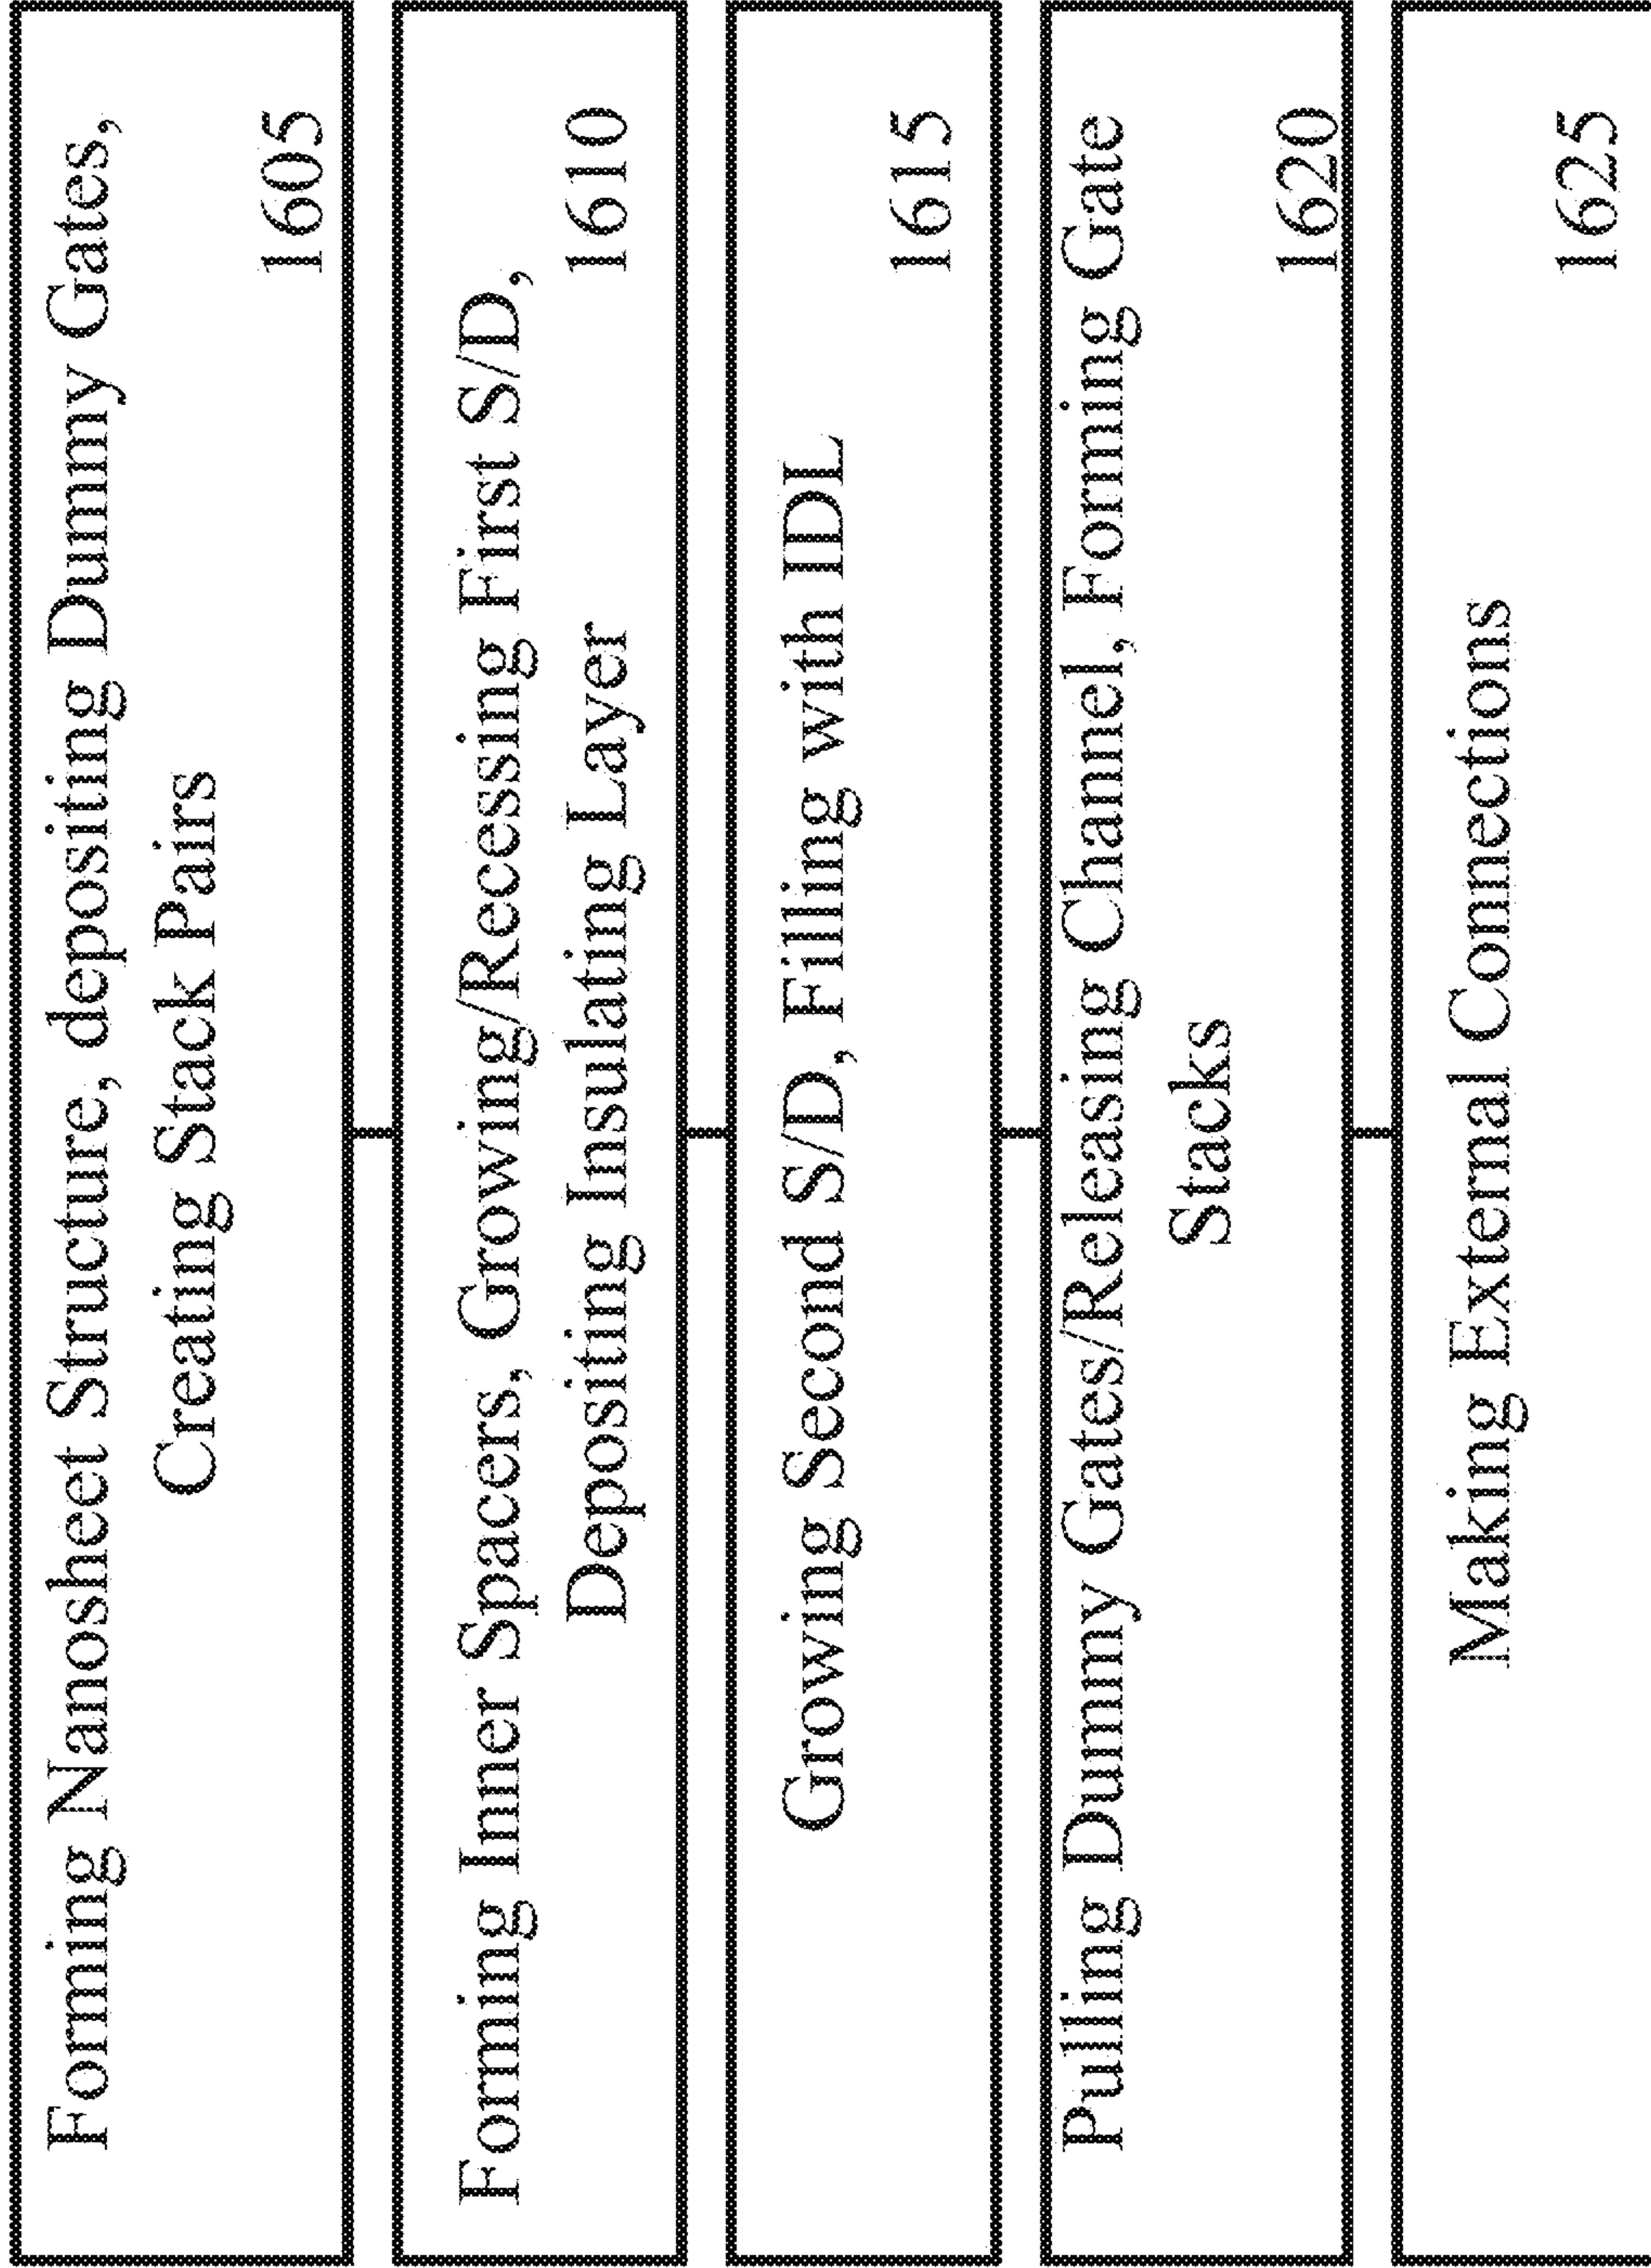 Forming Nanosheet Structure, depositing Dummy Gates,
Creating Stack Pairs
1605
Forming Inner Spacers, Growing/Recessing First S/D,
Depositing Insulating Layer
1610
Growing Second S/D, Filling with IDL
1615
Pulling Dummy Gates/Releasing Channel, Forming Gate
Stacks
1620
Making External Connections
1625